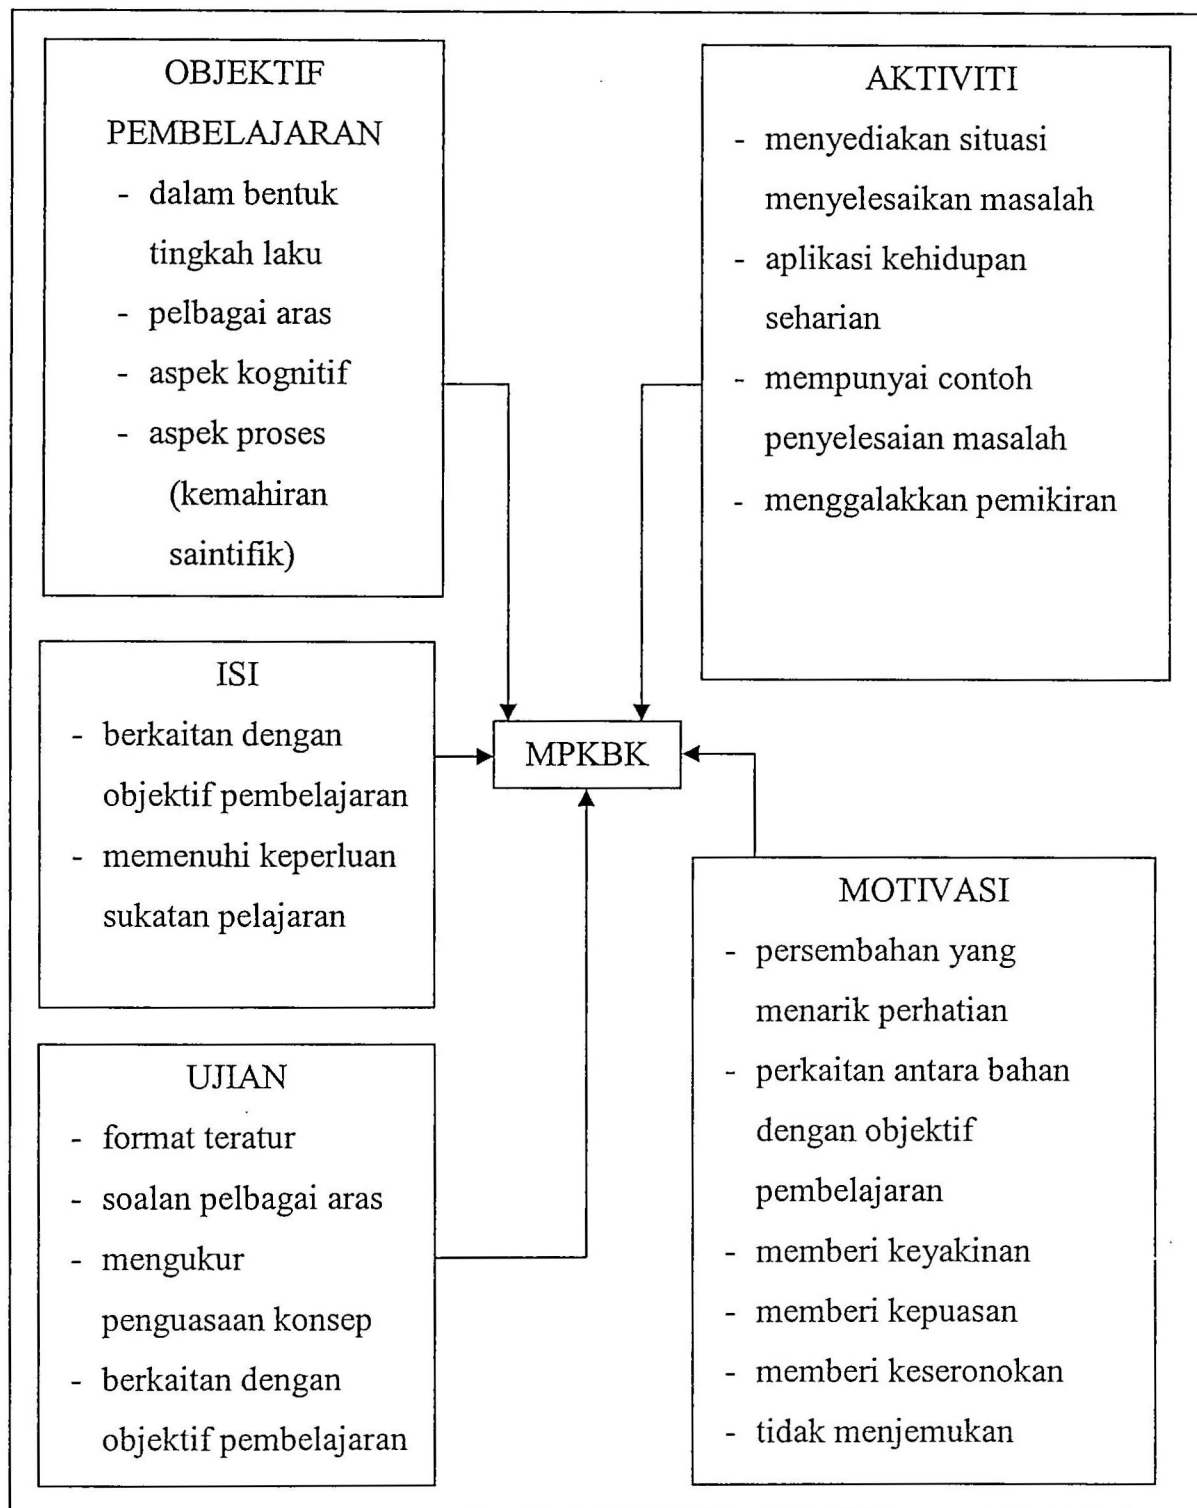 OBJEKTIF
PEMBELAJARAN
- dalam bentuk
tingkah laku
- pelbagai aras
- aspek kognitif
- aspek proses
(kemahiran
saintifik)
AKTIVITI
- menyediakan situasi
menyelesaikan masalah
- aplikasi kehidupan
seharian
- mempunyai contoh
penyelesaian masalah
- menggalakkan pemikiran
ISI
- berkaitan dengan
objektif pembelajaran
- memenuhi keperluan
sukatan pelajaran
MPKBK
UJIAN
- format teratur
- soalan pelbagai aras
- mengukur
penguasaan konsep
- berkaitan dengan
objektif pembelajaran
MOTIVASI
- persembahan yang
menarik perhatian
- perkaitan antara bahan
dengan objektif
pembelajaran
- memberi keyakinan
- memberi kepuasan
- memberi keseronokan
- tidak menjemukan